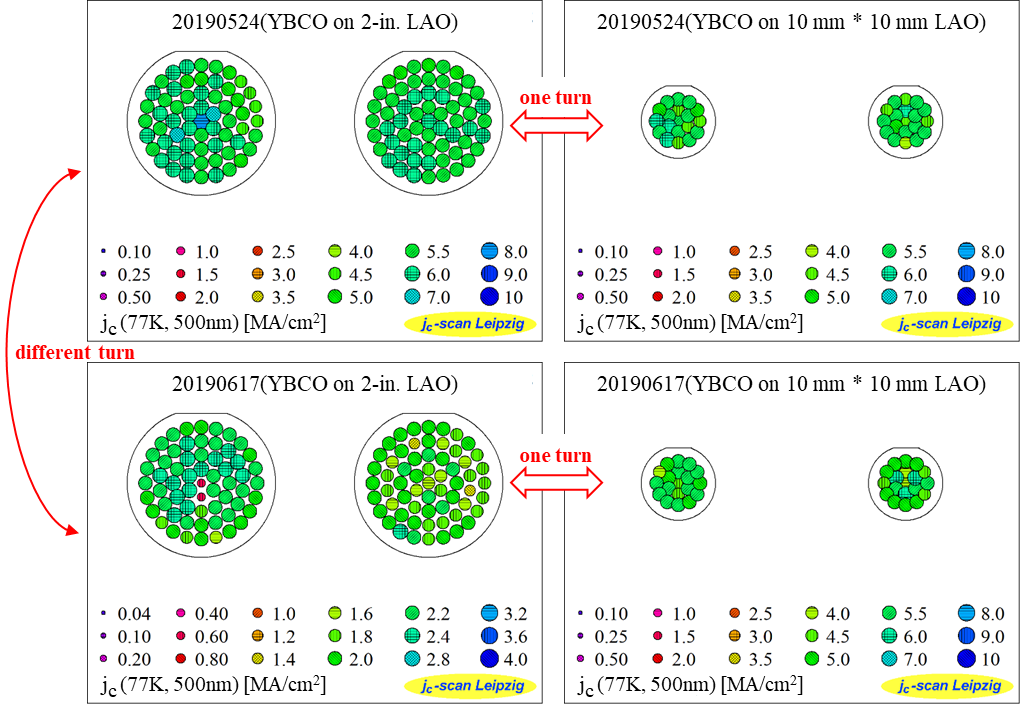 20190524(YBCO on 2-in. LAO)
20190524(YBCO on 10 mm * 10 mm LAO)
one turn
0.10 1.0 2.5 4.0 5.5 8.0
0.25 1.5 3.0 4.5 6.0 9.0
0.50 2.0 3.5 5.0 7.0 10
jc (77K, 500nm) [MA/cm²] jc-scan Leipzig
0.10 1.0 2.5 4.0 5.5 8.0
0.25 1.5 3.0 4.5 6.0 9.0
0.50 2.0 3.5 5.0 7.0 10
jc (77K, 500nm) [MA/cm²] jc-scan Leipzig
different turn
20190617(YBCO on 2-in. LAO)
20190617(YBCO on 10 mm * 10 mm LAO)
one turn
0.04 0.40 1.0 1.6 2.2 3.2
0.10 0.60 1.2 1.8 2.4 3.6
0.20 0.80 1.4 2.0 2.8 4.0
jc (77K, 500nm) [MA/cm²] jc-scan Leipzig
0.10 1.0 2.5 4.0 5.5 8.0
0.25 1.5 3.0 4.5 6.0 9.0
0.50 2.0 3.5 5.0 7.0 10
jc (77K, 500nm) [MA/cm²] jc-scan Leipzig